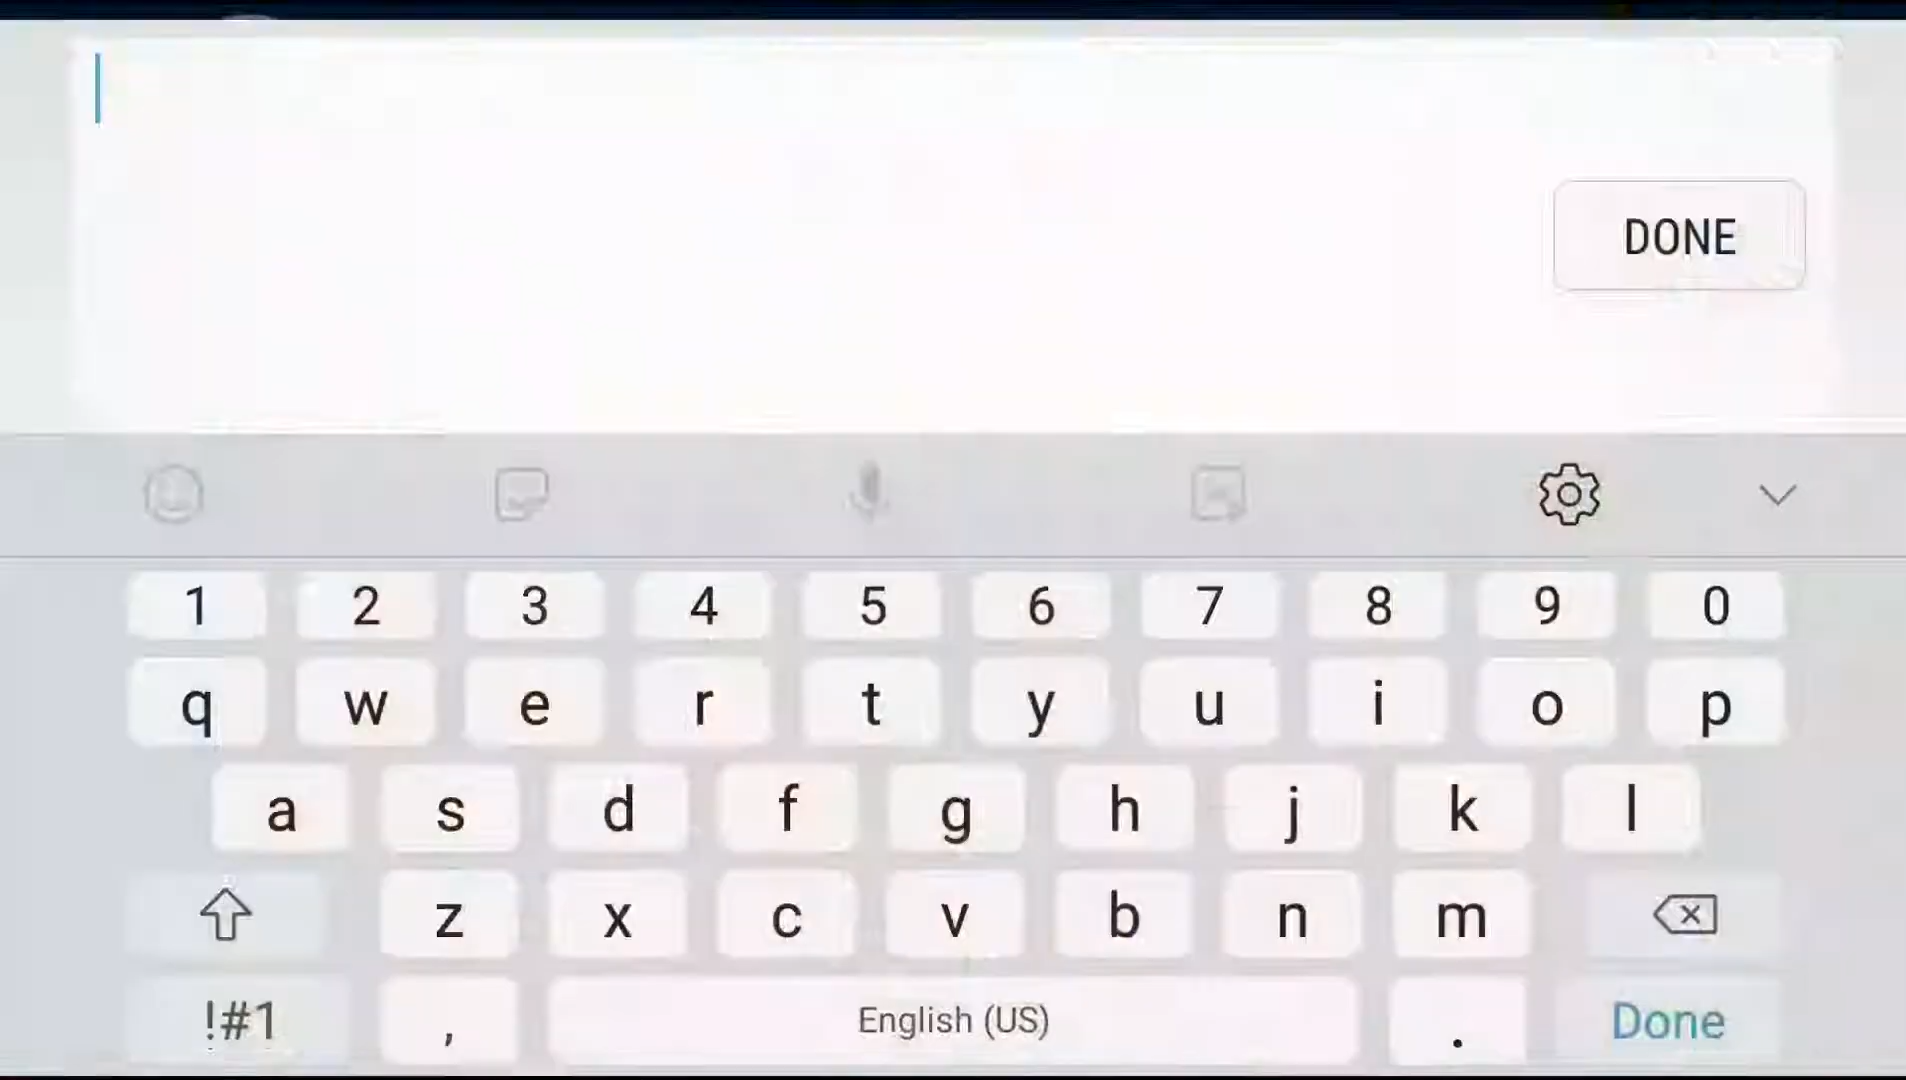 DONE
1 2 3 4 5 6 7 8 9 0
q w e r t y u i o p
a s d f g h j k l
z x c v b n m
!#1 , English (US) . Done